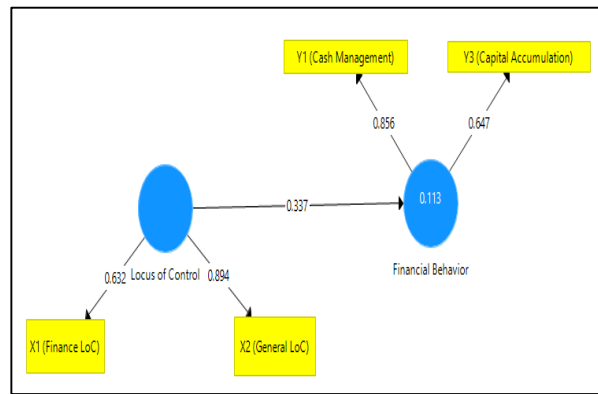 Y1 (Cash Management)
Y3 (Capital Accumulation)
0.856
0.647
0.337
0.113
Locus of Control
Financial Behavior
0.632
0.894
X1 (Finance LoC)
X2 (General LoC)